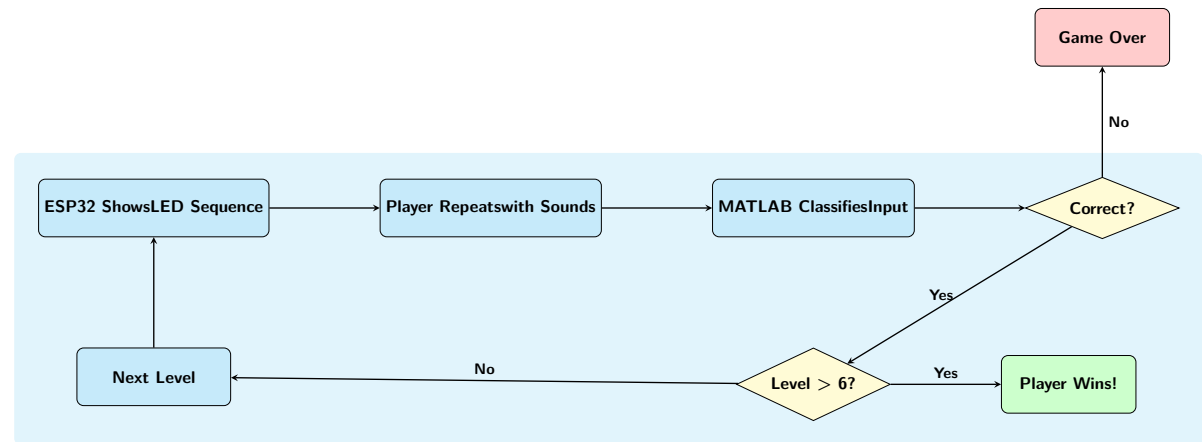 Game Over
No
ESP32 ShowsLED Sequence
Player Repeatswith Sounds
MATLAB ClassifiesInput
Correct?
Yes
Next Level
No
Level > 6?
Yes
Player Wins!